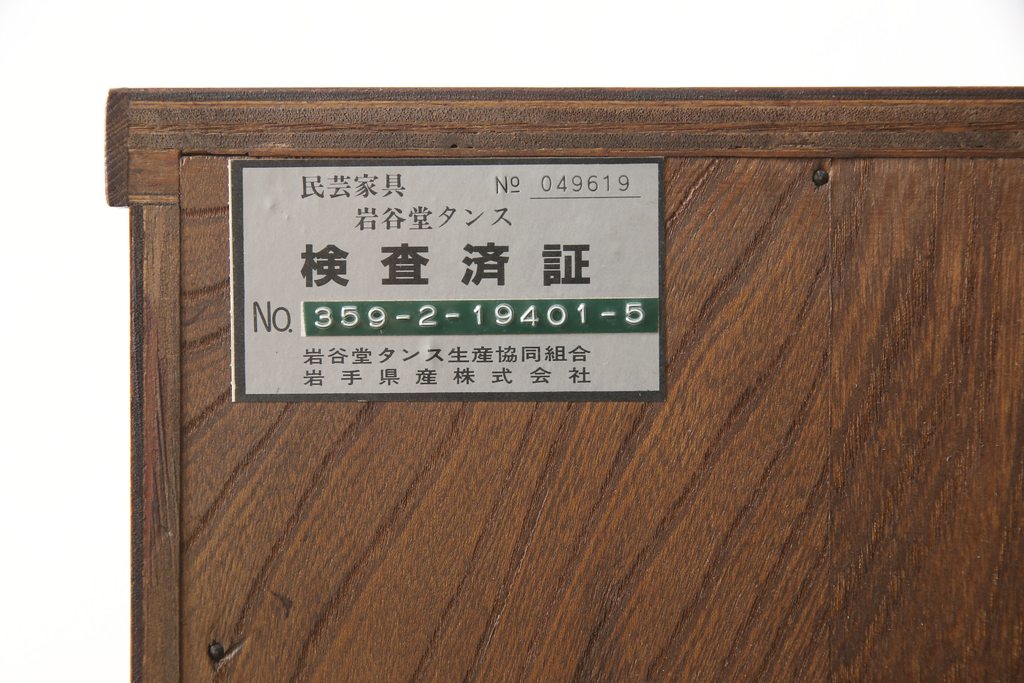 民芸家具 № 049619
岩谷堂タンス
検査済証
No. 359-2-19401-5
岩谷堂タンス生産協同組合
岩手県産株式会社